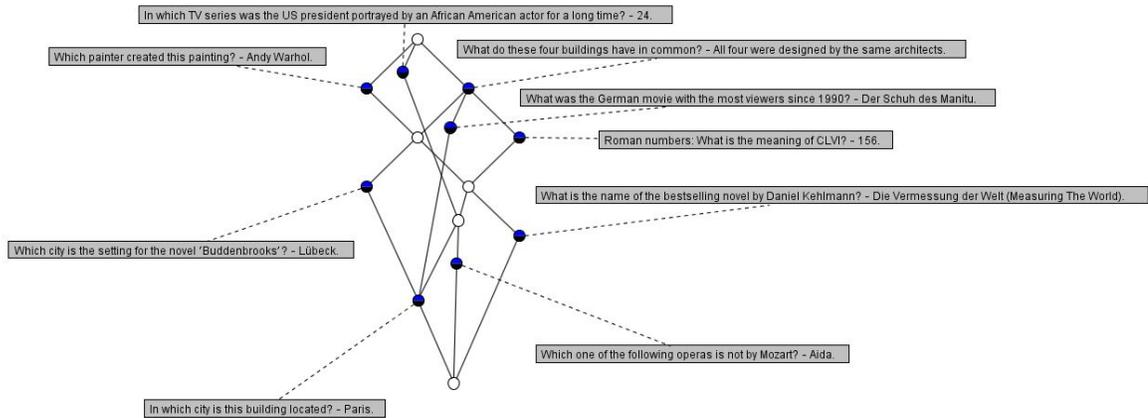 In which TV series was the US president portrayed by an African American actor for a long time? - 24.
Which painter created this painting? - Andy Warhol.
What do these four buildings have in common? - All four were designed by the same architects.
What was the German movie with the most viewers since 1990? - Der Schuh des Manitu.
Roman numbers: What is the meaning of CLVI? - 156.
What is the name of the bestselling novel by Daniel Kehlmann? - Die Vermessung der Welt (Measuring The World).
Which city is the setting for the novel 'Buddenbrooks'? - Lübeck.
Which one of the following operas is not by Mozart? - Aida.
In which city is this building located? - Paris.